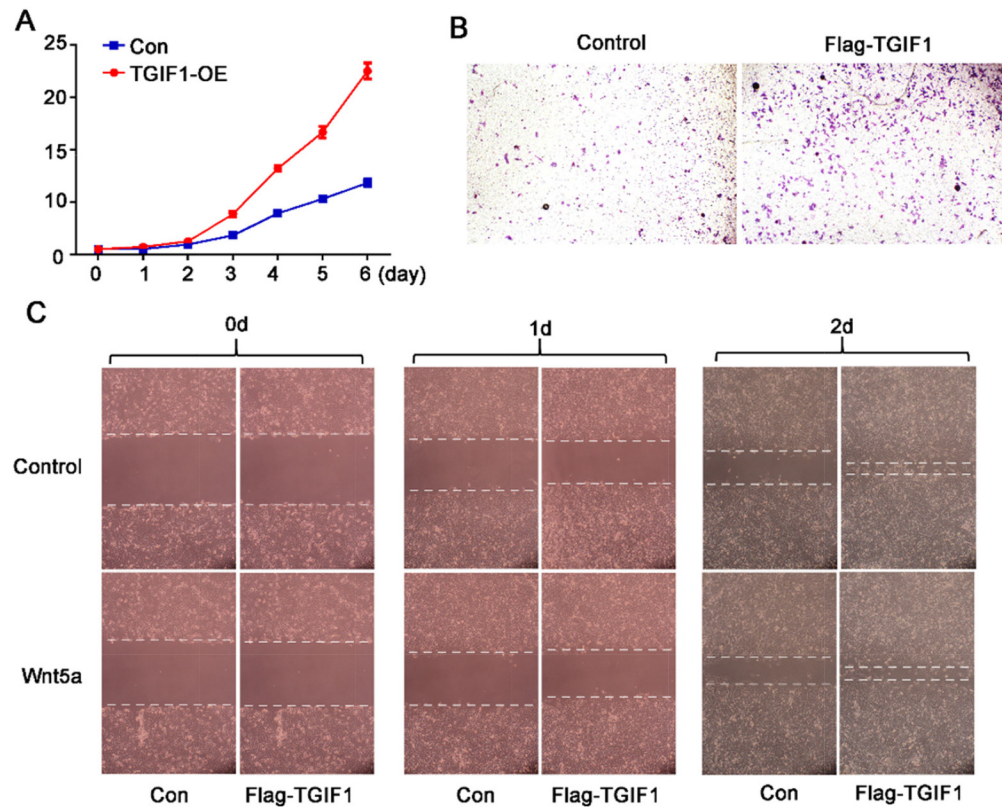 A
Con
TGIF1-OE
25
20
15
10
5
0
0 1 2 3 4 5 6 (day)
B
Control Flag-TGIF1
C
0d 1d 2d
Control
Wnt5a
Con Flag-TGIF1 Con Flag-TGIF1 Con Flag-TGIF1